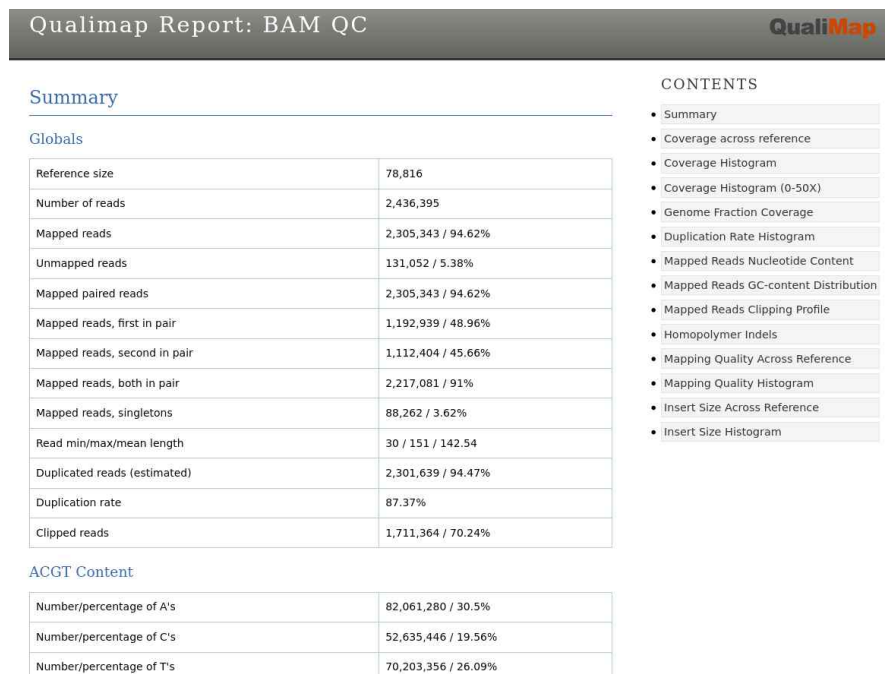 Qualimap Report: BAM QC
QualiMap
Summary
Globals
Reference size 78,816
Number of reads 2,436,395
Mapped reads 2,305,343 / 94.62%
Unmapped reads 131,052 / 5.38%
Mapped paired reads 2,305,343 / 94.62%
Mapped reads, first in pair 1,192,939 / 48.96%
Mapped reads, second in pair 1,112,404 / 45.66%
Mapped reads, both in pair 2,217,081 / 91%
Mapped reads, singletons 88,262 / 3.62%
Read min/max/mean length 30 / 151 / 142.54
Duplicated reads (estimated) 2,301,639 / 94.47%
Duplication rate 87.37%
Clipped reads 1,711,364 / 70.24%
ACGT Content
Number/percentage of A's 82,061,280 / 30.5%
Number/percentage of C's 52,635,446 / 19.56%
Number/percentage of T's 70,203,356 / 26.09%
CONTENTS
Summary
Coverage across reference
Coverage Histogram
Coverage Histogram (0-50X)
Genome Fraction Coverage
Duplication Rate Histogram
Mapped Reads Nucleotide Content
Mapped Reads GC-content Distribution
Mapped Reads Clipping Profile
Homopolymer Indels
Mapping Quality Across Reference
Mapping Quality Histogram
Insert Size Across Reference
Insert Size Histogram